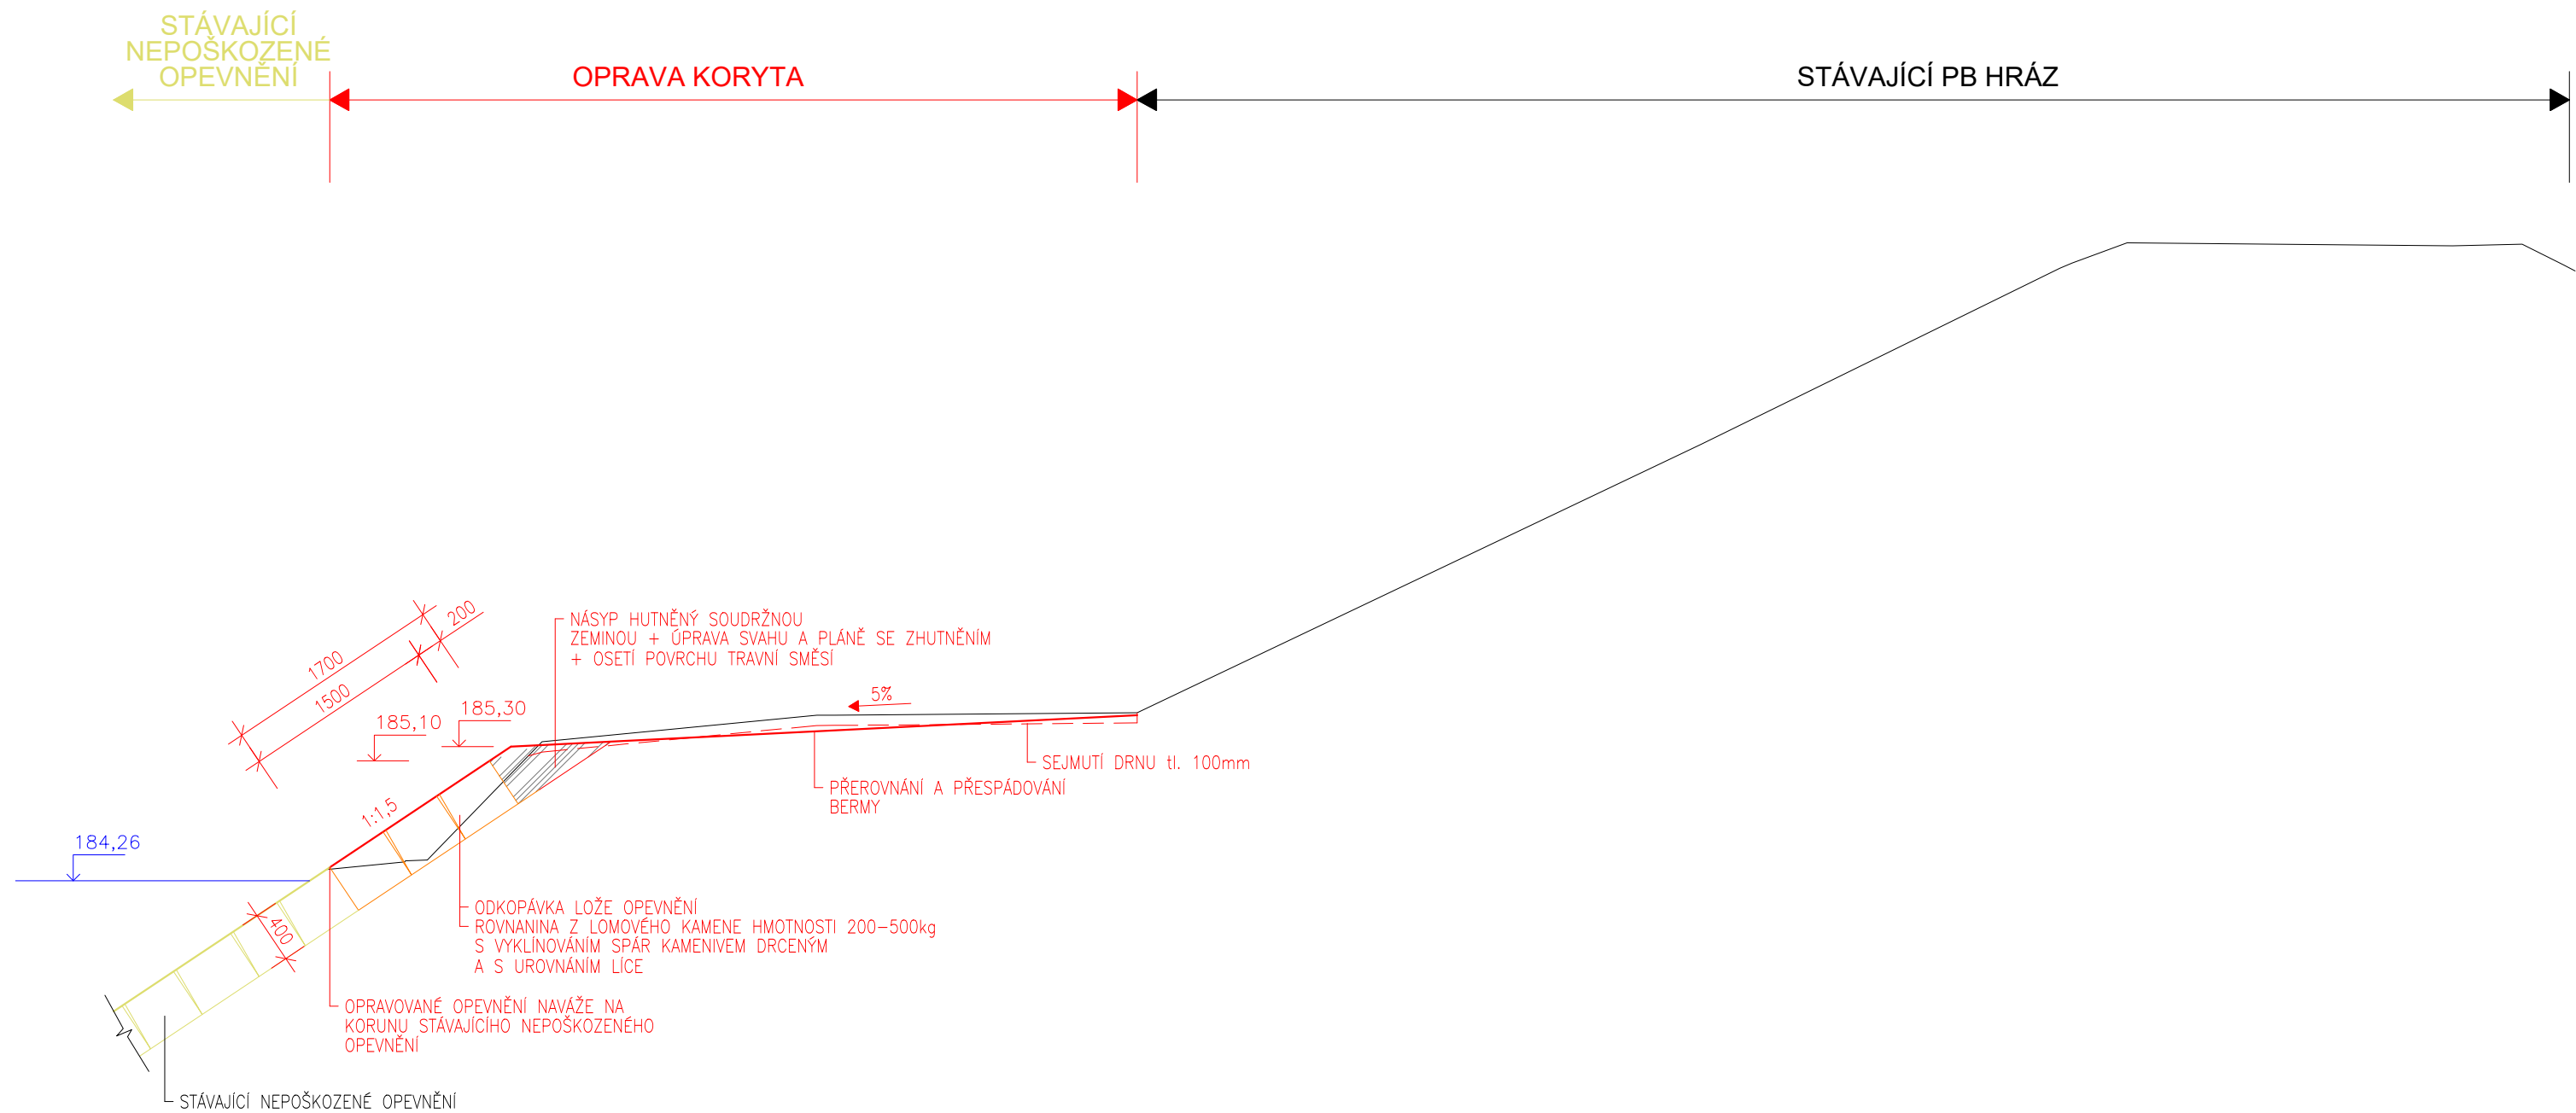 STÁVAJÍCÍ
NEPOŠKOZENÉ
OPEVNĚNÍ
OPRAVA KORYTA
STÁVAJÍCÍ PB HRÁZ
1700
200
1500
NÁSYP HUTNĚNÝ SOUDRŽNOU
ZEMINOU + ÚPRAVA SVAHU A PLÁNĚ SE ZHUTNĚNÍM
+ OSETÍ POVRCHU TRAVNÍ SMĚSÍ
5%
185,30
185,10
SEJMUTÍ DRNU tl. 100mm
PŘEROVNÁNÍ A PŘESPÁDOVÁNÍ
BERMY
1:1,5
184,26
400
ODKOPÁVKA LOŽE OPEVNĚNÍ
ROVNANINA Z LOMOVÉHO KAMENE HMOTNOSTI 200-500kg
S VYKLÍNOVÁNÍM SPÁR KAMENIVEM DRCENÝM
A S UROVNÁNÍM LÍCE
OPRAVOVANÉ OPEVNĚNÍ NAVÁŽE NA
KORUNU STÁVAJÍCÍHO NEPOŠKOZENÉHO
OPEVNĚNÍ
STÁVAJÍCÍ NEPOŠKOZENÉ OPEVNĚNÍ